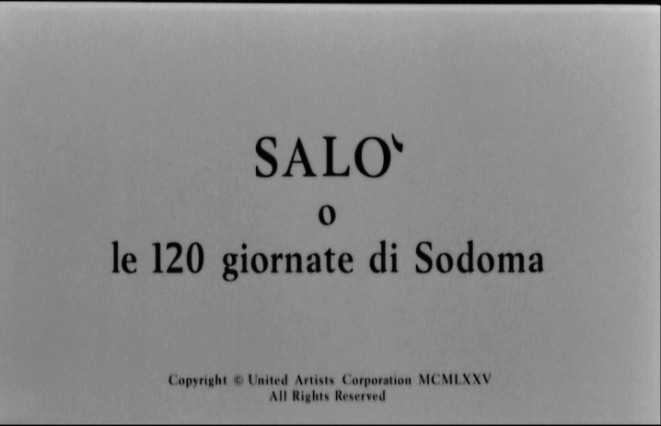 SALO'
o
le 120 giornate di Sodoma
Copyright © United Artists Corporation MCMLXXV
All Rights Reserved